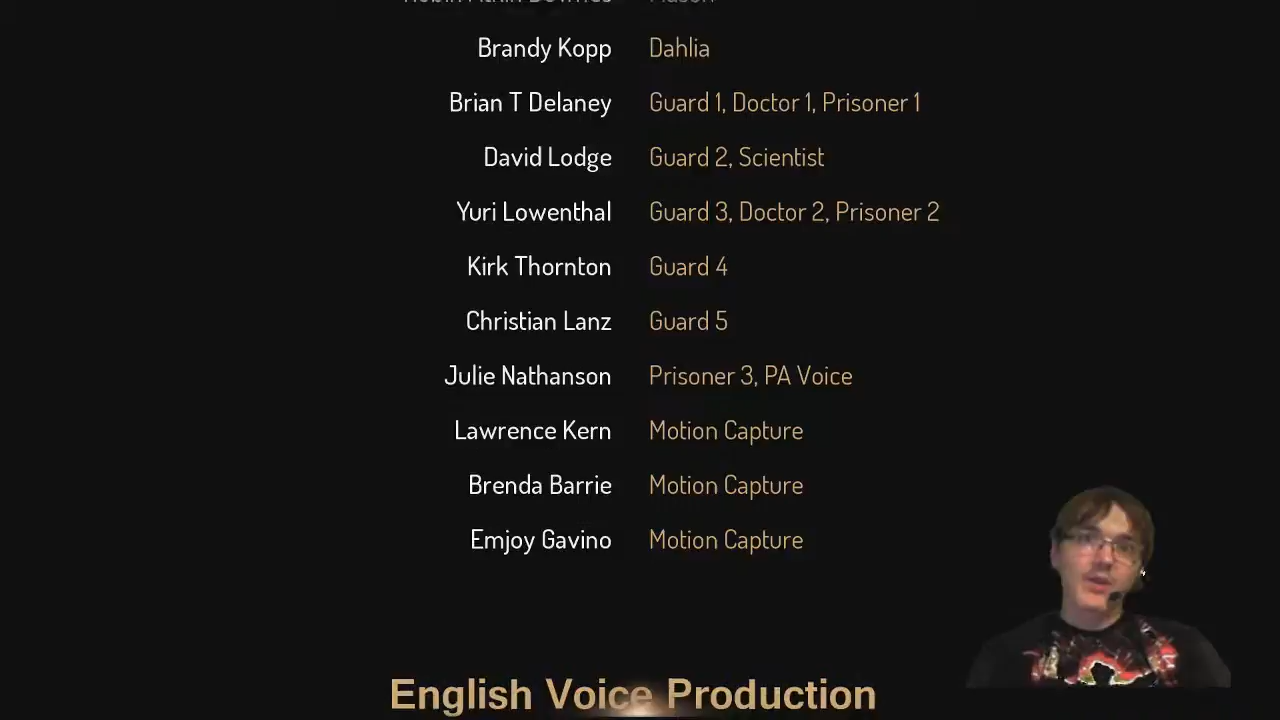 Brandy Kopp Dahlia
Brian T Delaney Guard 1, Doctor 1, Prisoner 1
David Lodge Guard 2, Scientist
Yuri Lowenthal Guard 3, Doctor 2, Prisoner 2
Kirk Thornton Guard 4
Christian Lanz Guard 5
Julie Nathanson Prisoner 3, PA Voice
Lawrence Kern Motion Capture
Brenda Barrie Motion Capture
Emjoy Gavino Motion Capture
English Voice Production